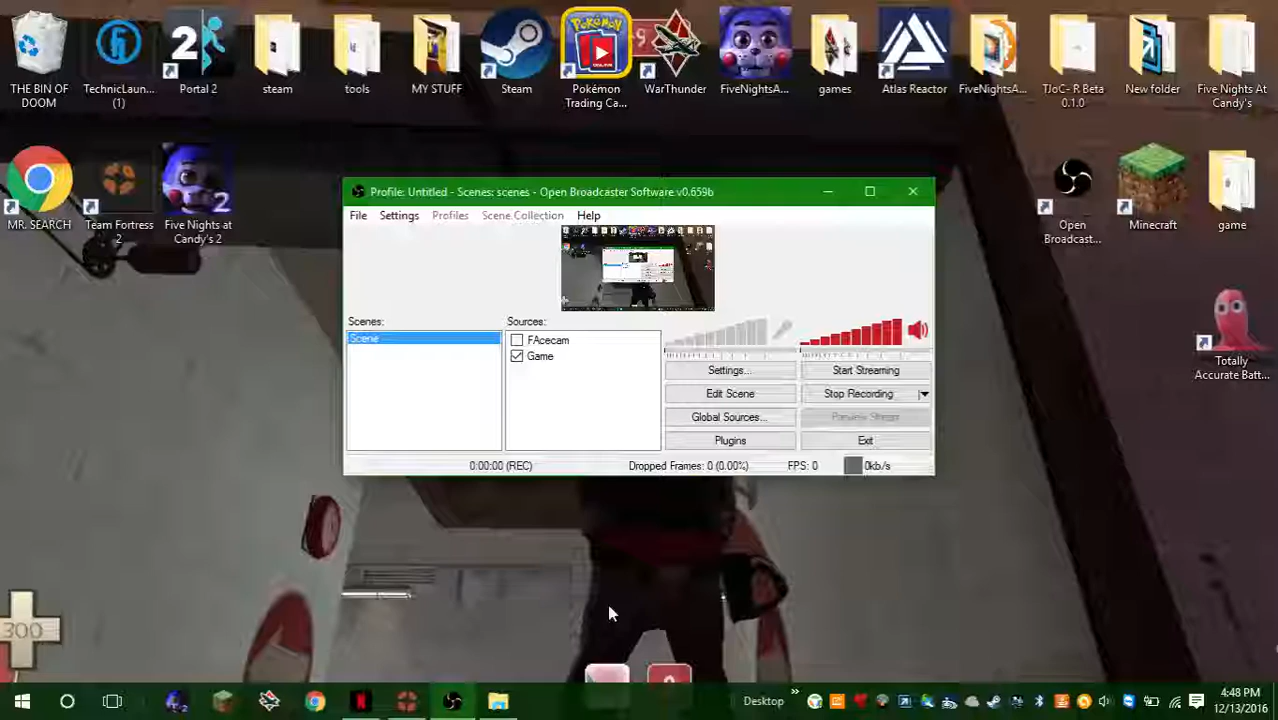 THE BIN OF DOOM
TechnicLaun... (1)
Portal 2
steam
tools
MY STUFF
Steam
Pokémon Trading Ca...
WarThunder
FiveNightsA...
games
Atlas Reactor
FiveNightsA...
TJoC- R Beta 0.1.0
New folder
Five Nights At Candy's
MR. SEARCH
Team Fortress 2
Five Nights at Candy's 2
Open Broadcast...
Minecraft
game
Totally Accurate Batt...
Profile: Untitled - Scenes: scenes - Open Broadcaster Software v0.659b
File Settings Profiles Scene Collection Help
Scenes:
Scene
Sources:
FAcecam
Game
Settings...
Start Streaming
Edit Scene
Stop Recording
Global Sources...
Preview Stream
Plugins
Exit
0:00:00 (REC)
Dropped Frames: 0 (0.00%)
FPS: 0
0kb/s
300
Desktop
4:48 PM
12/13/2016